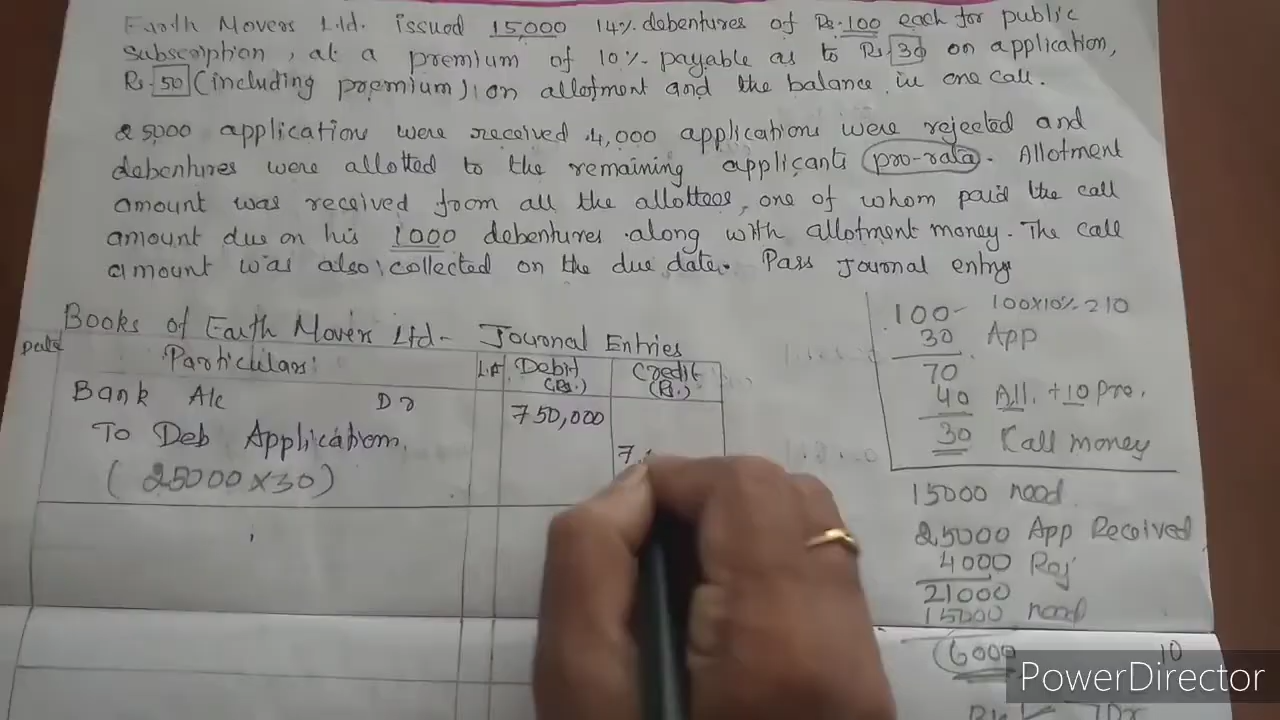 Earth Movers Ltd. issued 15,000 14% debentures of Rs.100 each for public
Subscription, at a premium of 10% payable as to Rs 30 on application,
Rs.50 (including premium) on allotment and the balance in one call.
25000 applications were received 4,000 applications were rejected and
debentures were allotted to the remaining applicants pro-rata. Allotment
amount was received from all the allottees, one of whom paid the call
amount due on his 1000 debentures along with allotment money. The call
amount was also collected on the due date. Pass Journal entry
Books of Earth Movers Ltd- Journal Entries
Date Particulars: L.F Debit (Rs.) Credit (Rs.)
Bank A/c Dr 750,000
To Deb Application 7
(25000x30)
100- 100x10%=10
30 App
70
40 All. +10 pre.
30 Call money
15000 need
25000 App Received
4000 Rej
21000
15000 need
6000 10
PowerDirector